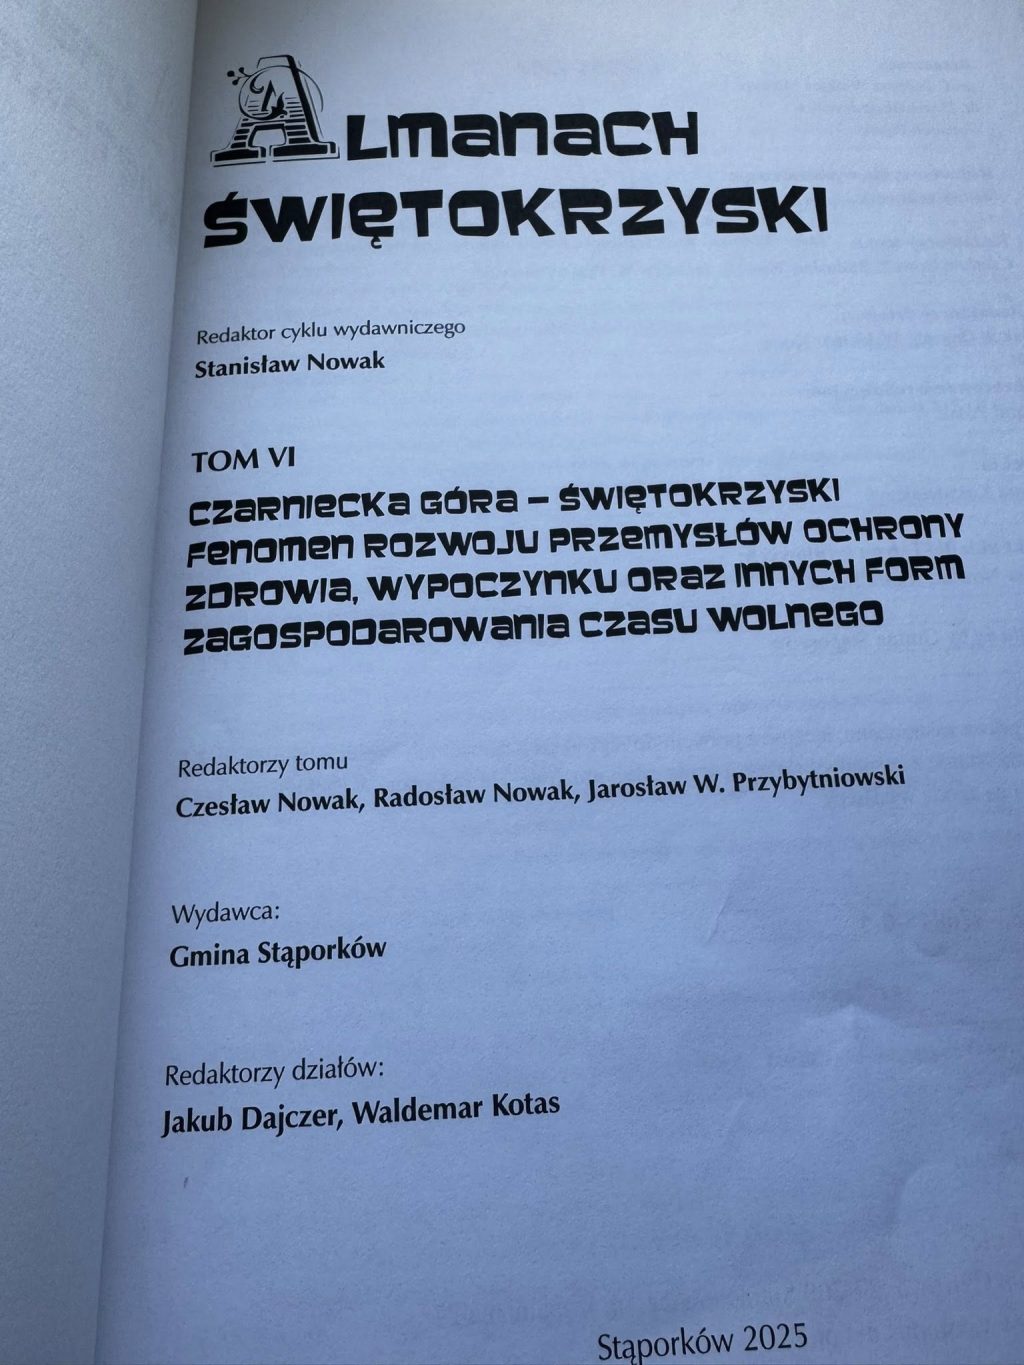 ALMANACH
ŚWIĘTOKRZYSKI
Redaktor cyklu wydawniczego
Stanisław Nowak
TOM VI
CZARNIECKA GÓRA – ŚWIĘTOKRZYSKI
FENOMEN ROZWOJU PRZEMYSŁÓW OCHRONY
ZDROWIA, WYPOCZYNKU ORAZ INNYCH FORM
ZAGOSPODAROWANIA CZASU WOLNEGO
Redaktorzy tomu
Czesław Nowak, Radosław Nowak, Jarosław W. Przybytniowski
Wydawca:
Gmina Stąporków
Redaktorzy działów:
Jakub Dajczer, Waldemar Kotas
Stąporków 2025